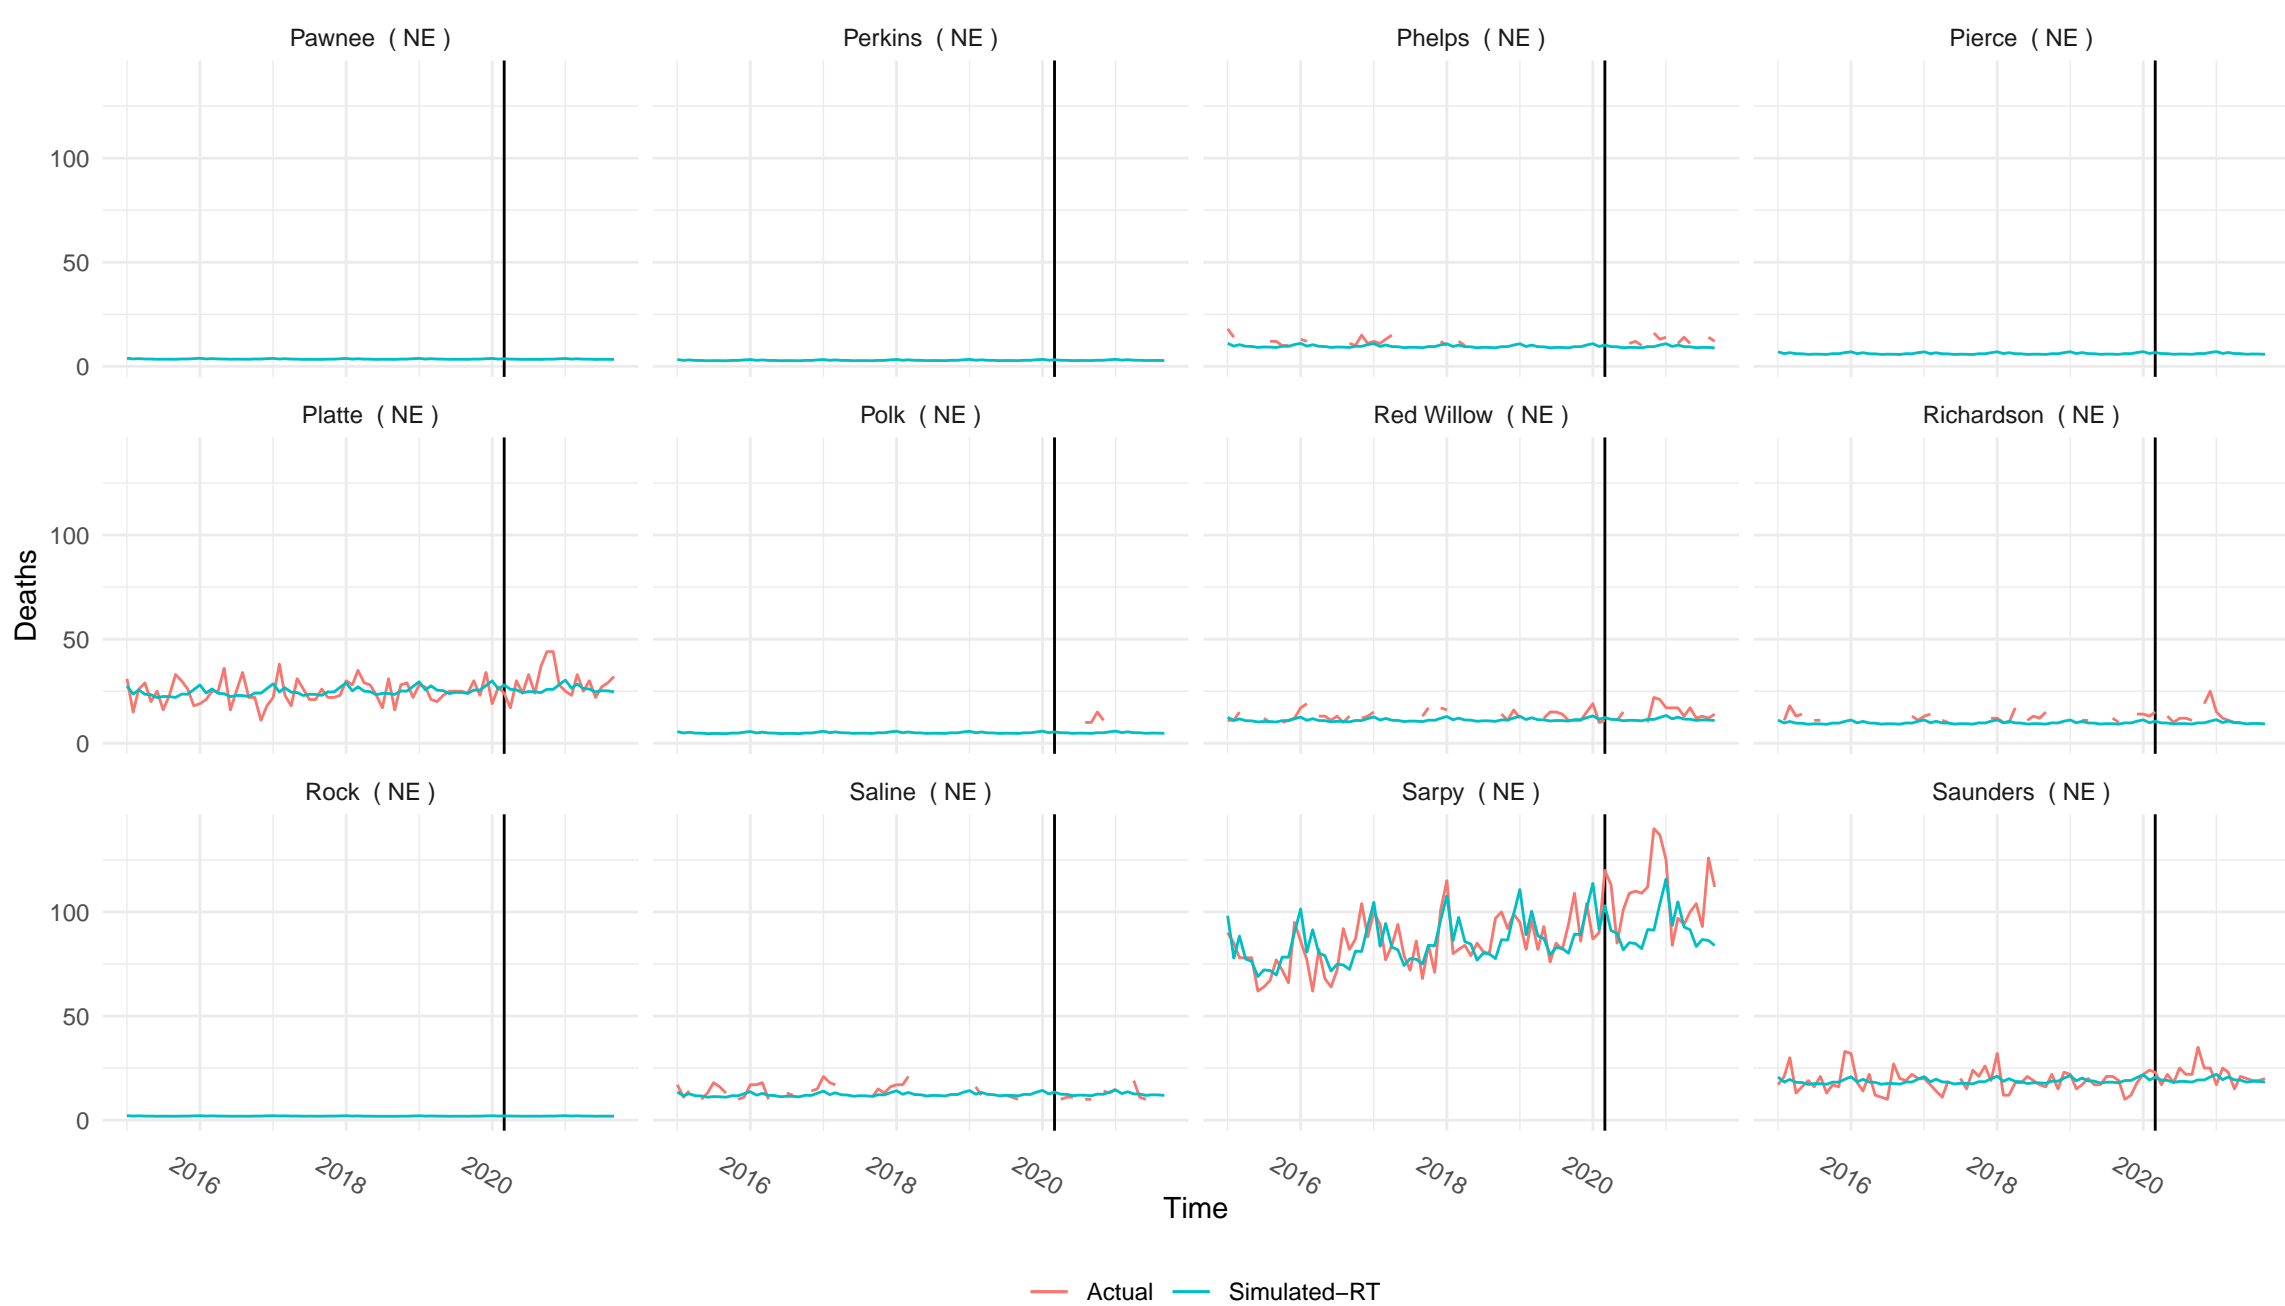 Pawnee ( NE ) Perkins ( NE ) Phelps ( NE ) Pierce ( NE )
100
50
0
Platte ( NE ) Polk ( NE ) Red Willow ( NE ) Richardson ( NE )
100
50
0
Deaths
Rock ( NE ) Saline ( NE ) Sarpy ( NE ) Saunders ( NE )
100
50
0
2016 2018 2020 2016 2018 2020 2016 2018 2020 2016 2018 2020
Time
Actual Simulated−RT